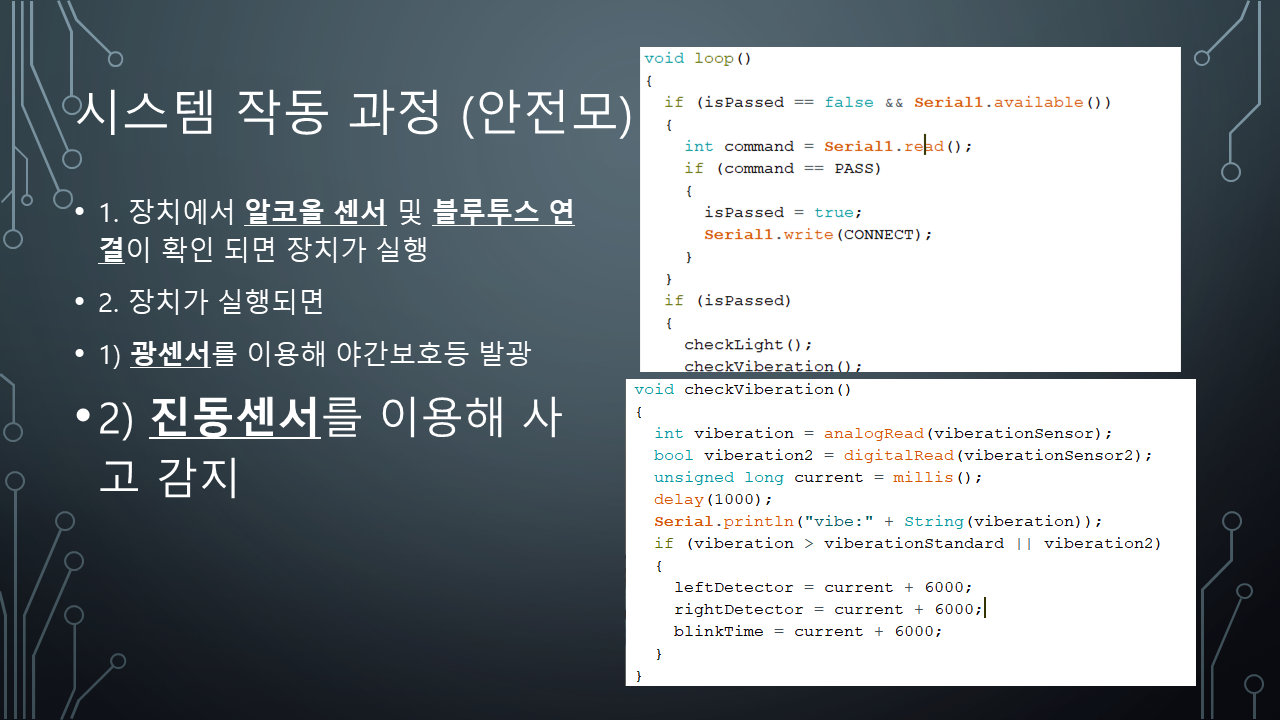 시스템 작동 과정 (안전모)
• 1. 장치에서 알코올 센서 및 블루투스 연
결이 확인 되면 장치가 실행
• 2. 장치가 실행되면
• 1) 광센서를 이용해 야간보호등 발광
• 2) 진동센서를 이용해 사
고 감지
void loop()
{
if (isPassed == false && Serial1.available())
{
int command = Serial1.read();
if (command == PASS)
{
isPassed = true;
Serial1.write(CONNECT);
}
}
if (isPassed)
{
checkLight();
checkViberation();
void checkViberation()
{
int viberation = analogRead(viberationSensor);
bool viberation2 = digitalRead(viberationSensor2);
unsigned long current = millis();
delay(1000);
Serial.println("vibe:" + String(viberation));
if (viberation > viberationStandard || viberation2)
{
leftDetector = current + 6000;
rightDetector = current + 6000;
blinkTime = current + 6000;
}
}